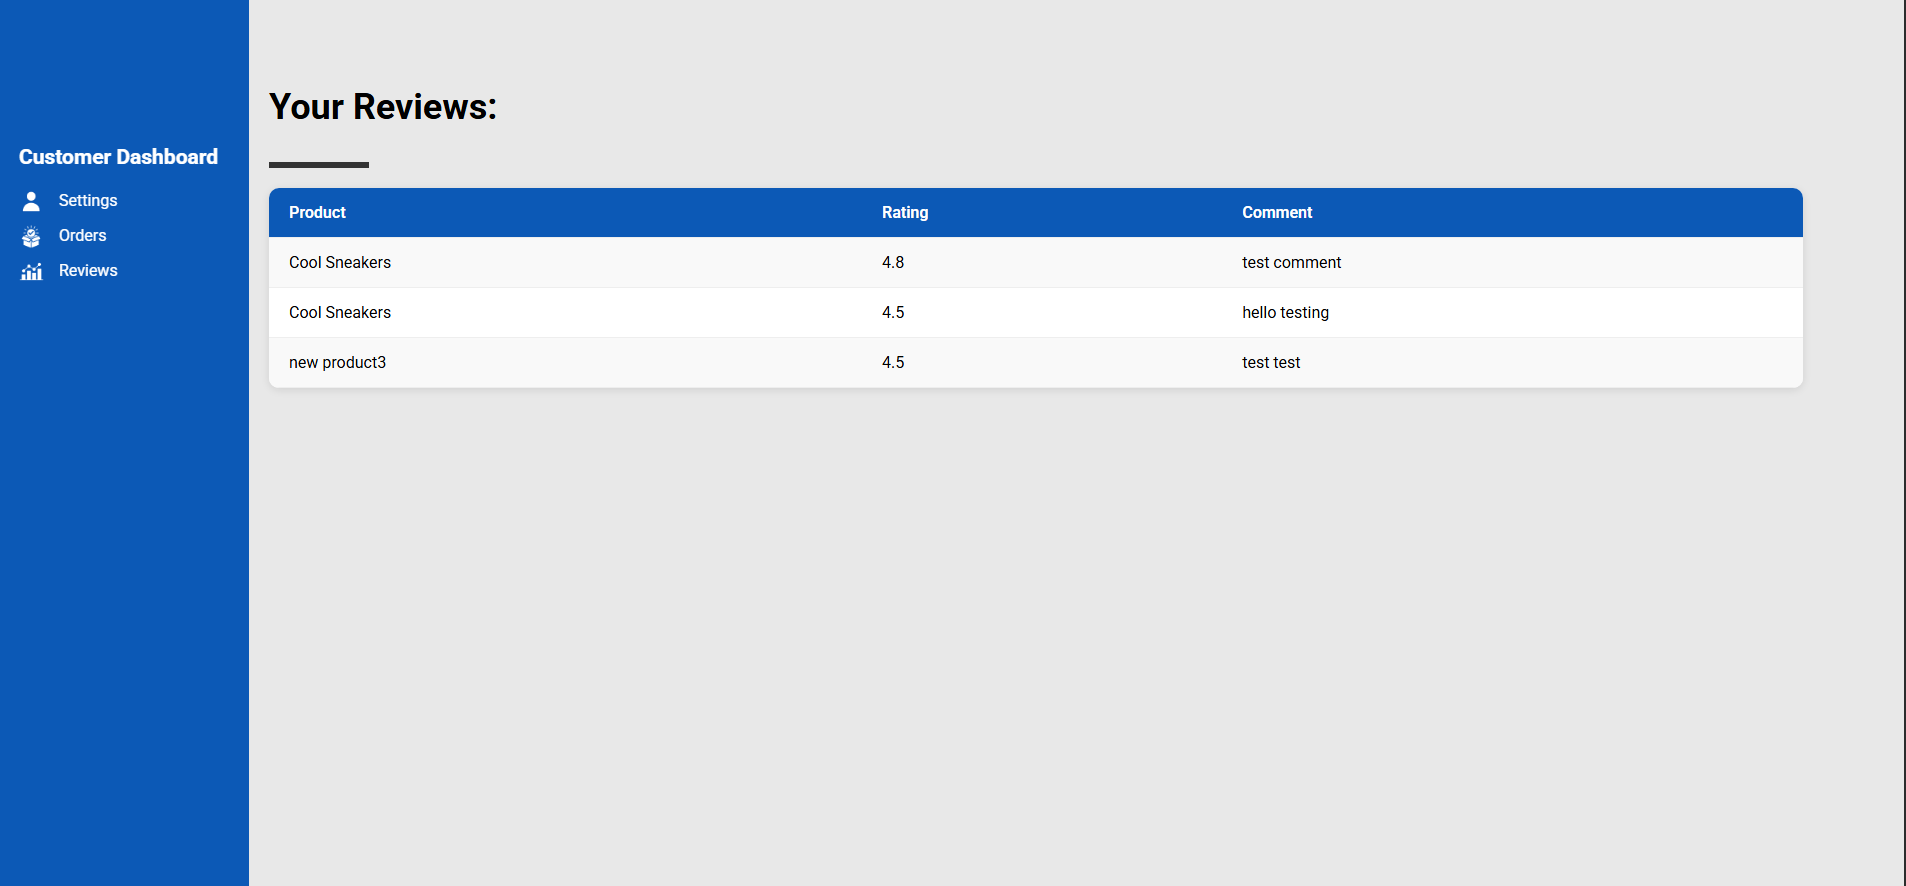 Customer Dashboard
Settings
Orders
Reviews
Your Reviews:
Product Rating Comment
Cool Sneakers 4.8 test comment
Cool Sneakers 4.5 hello testing
new product3 4.5 test test